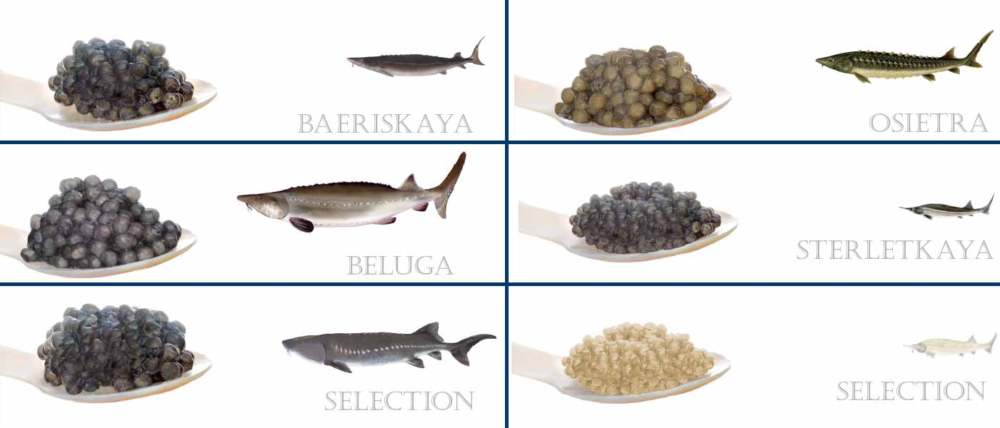 BAERISKAYA
OSIETRA
BELUGA
STERLETKAYA
SELECTION
SELECTION